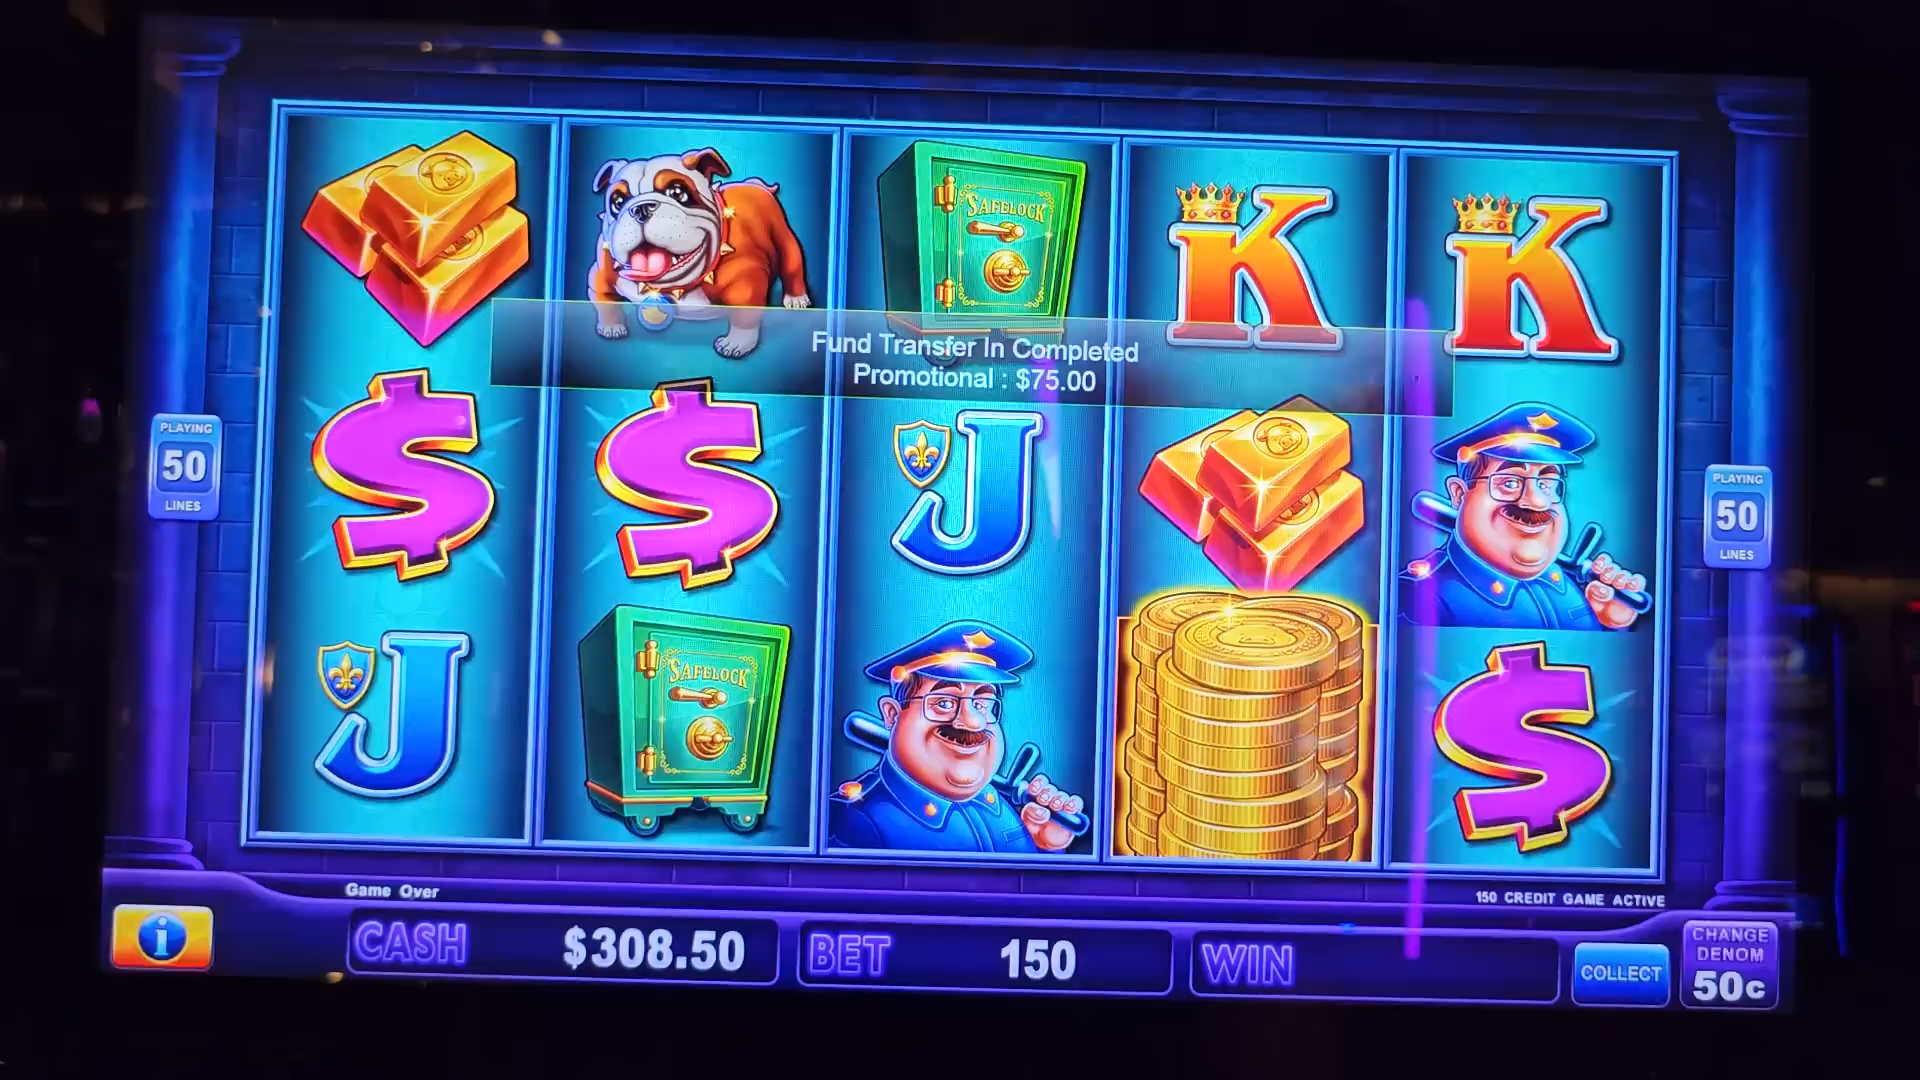 SAFELOCK
K
K
Fund Transfer In Completed
Promotional : $75.00
PLAYING
50
LINES
$
$
J
PLAYING
50
LINES
J
SAFELOCK
$
Game Over
150 CREDIT GAME ACTIVE
i
CASH $308.50
BET 150
WIN
COLLECT
CHANGE
DENOM
50c